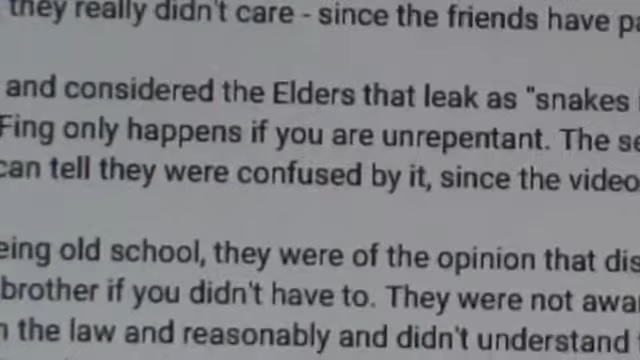 they really didn't care - since the friends have
and considered the Elders that leak as "snakes
Fing only happens if you are unrepentant. The
can tell they were confused by it, since the video
eing old school, they were of the opinion that dis
brother if you didn't have to. They were not awa
the law and reasonably and didn't understand